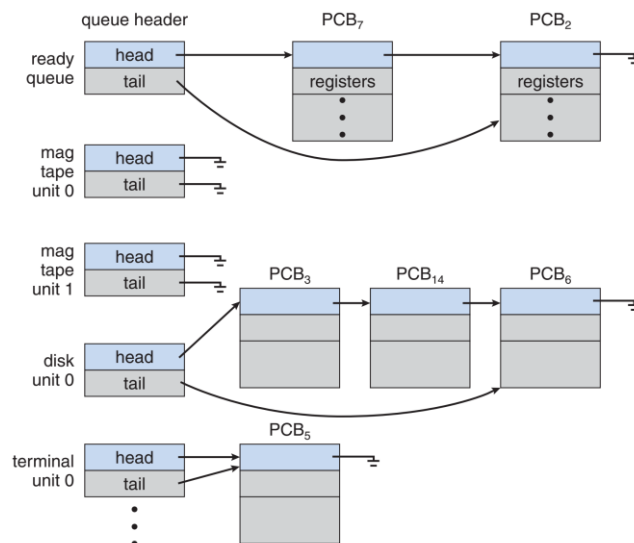 queue header
PCB₇
PCB₂
ready
queue
head
tail
registers
registers
mag
tape
unit 0
head
tail
mag
tape
unit 1
head
tail
PCB₃
PCB₁₄
PCB₆
disk
unit 0
head
tail
PCB₅
terminal
unit 0
head
tail